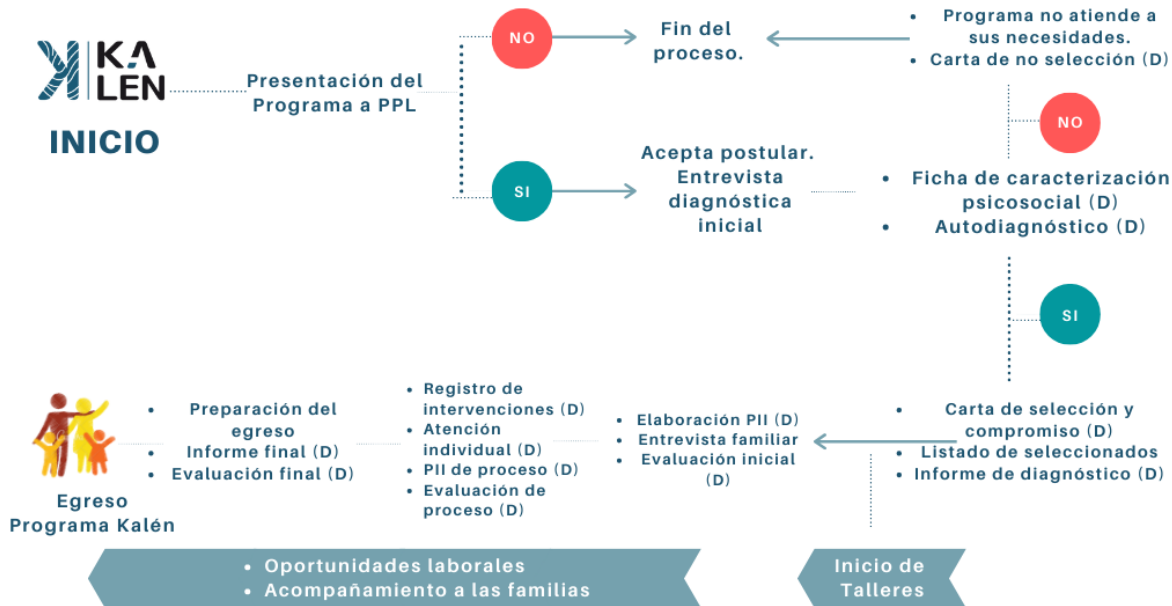 KA
LEN
INICIO
Presentación del
Programa a PPL
NO
Fin del
proceso.
• Programa no atiende a
sus necesidades.
• Carta de no selección (D)
NO
SI
Acepta postular.
Entrevista
diagnóstica
inicial
• Ficha de caracterización
psicosocial (D)
• Autodiagnóstico (D)
SI
• Carta de selección y
compromiso (D)
• Listado de seleccionados
• Informe de diagnóstico (D)
• Elaboración PII (D)
• Entrevista familiar
• Evaluación inicial
(D)
• Registro de
intervenciones (D)
• Atención
individual (D)
• PII de proceso (D)
• Evaluación de
proceso (D)
• Preparación del
egreso
• Informe final (D)
• Evaluación final (D)
Egreso
Programa Kalén
• Oportunidades laborales
• Acompañamiento a las familias
Inicio de
Talleres